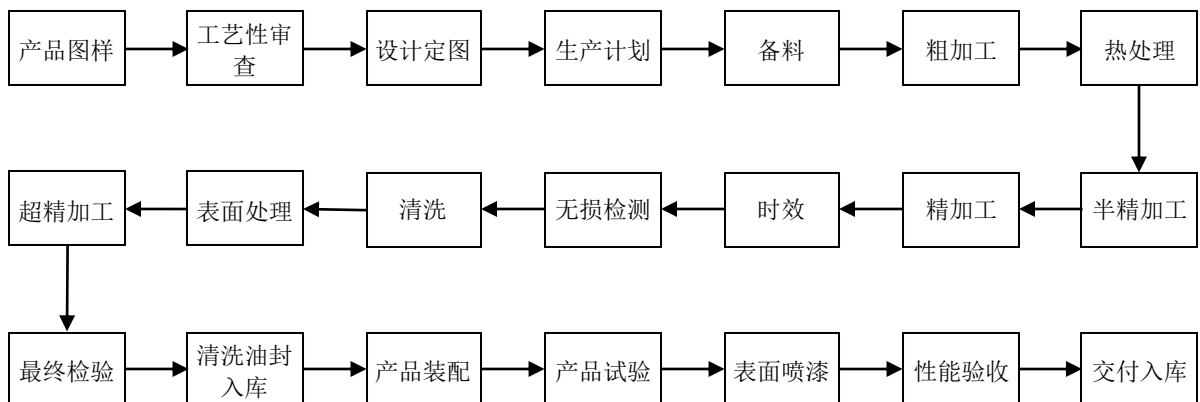 产品图样
工艺性审
查
设计定图
生产计划
备料
粗加工
热处理
超精加工
表面处理
清洗
无损检测
时效
精加工
半精加工
最终检验
清洗油封
入库
产品装配
产品试验
表面喷漆
性能验收
交付入库